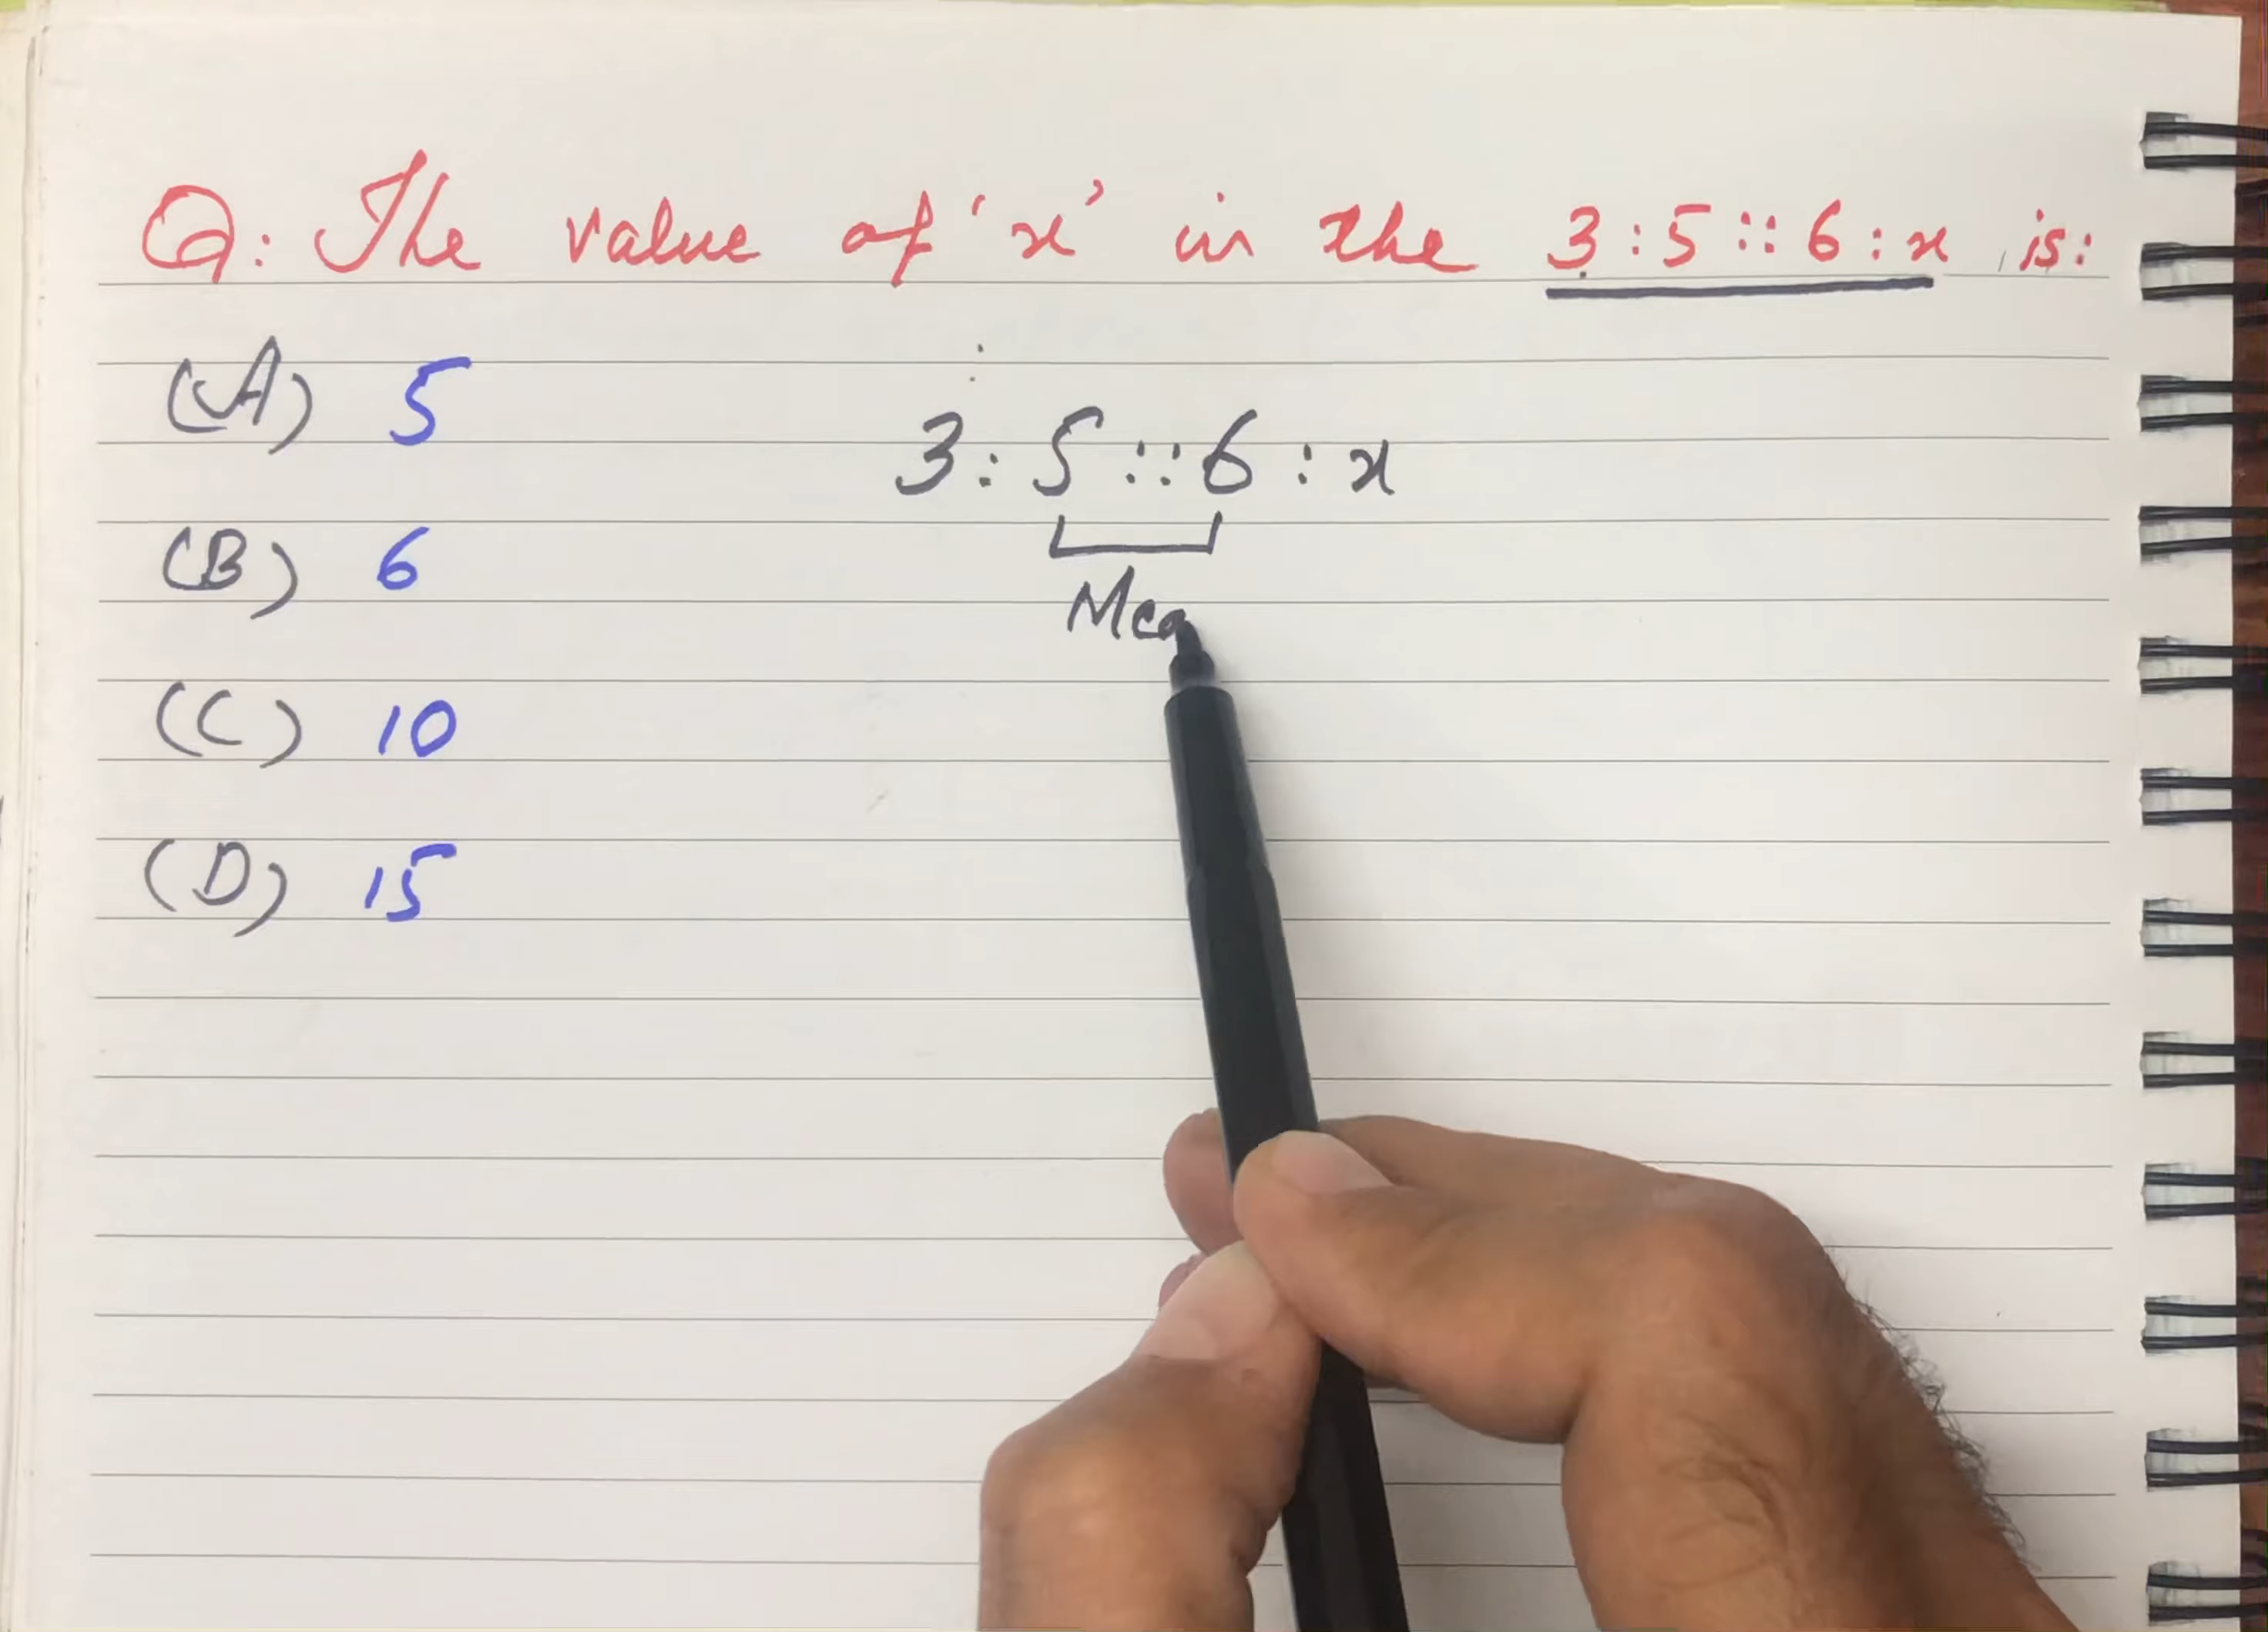 Q: The value of 'x' in the 3:5::6:x is:
(A) 5
3:5::6:x
Mea
(B) 6
(C) 10
(D) 15